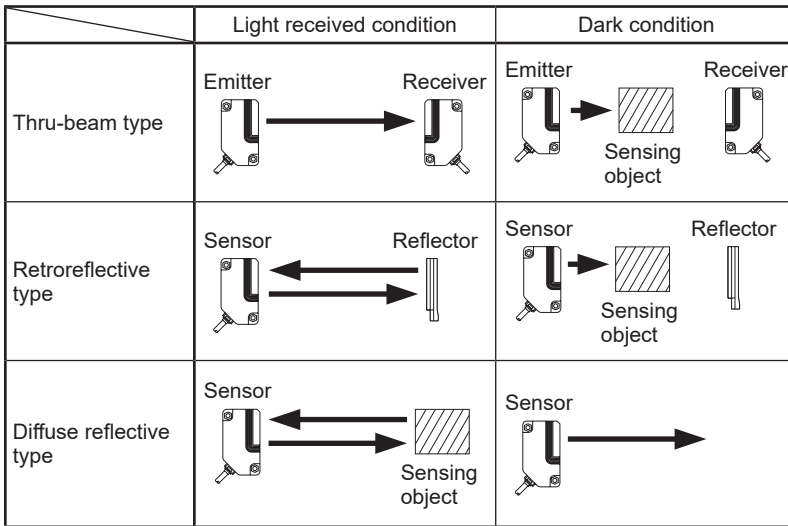 Light received condition
Dark condition
Thru-beam type
Emitter
Receiver
Emitter
Receiver
Sensing
object
Retroreflective
type
Sensor
Reflector
Sensor
Reflector
Sensing
object
Diffuse reflective
type
Sensor
Sensing
object
Sensor